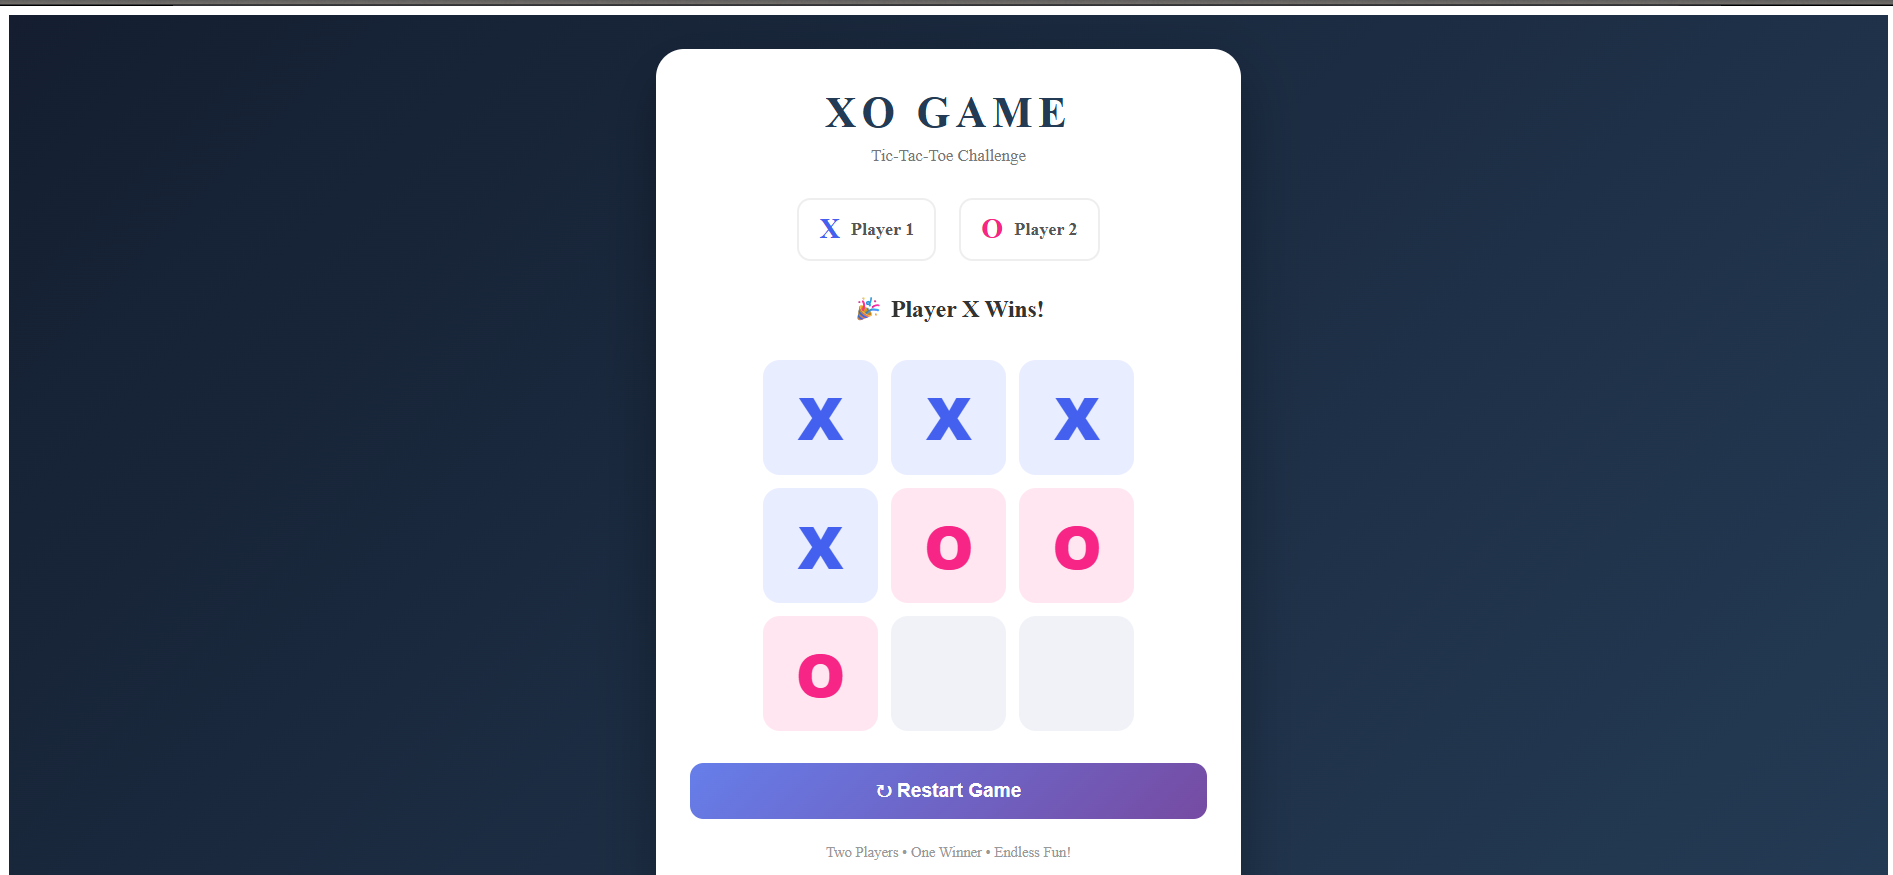 XO GAME
Tic-Tac-Toe Challenge
X Player 1 O Player 2
🎉 Player X Wins!
X X X
X O O
O
↻ Restart Game
Two Players • One Winner • Endless Fun!